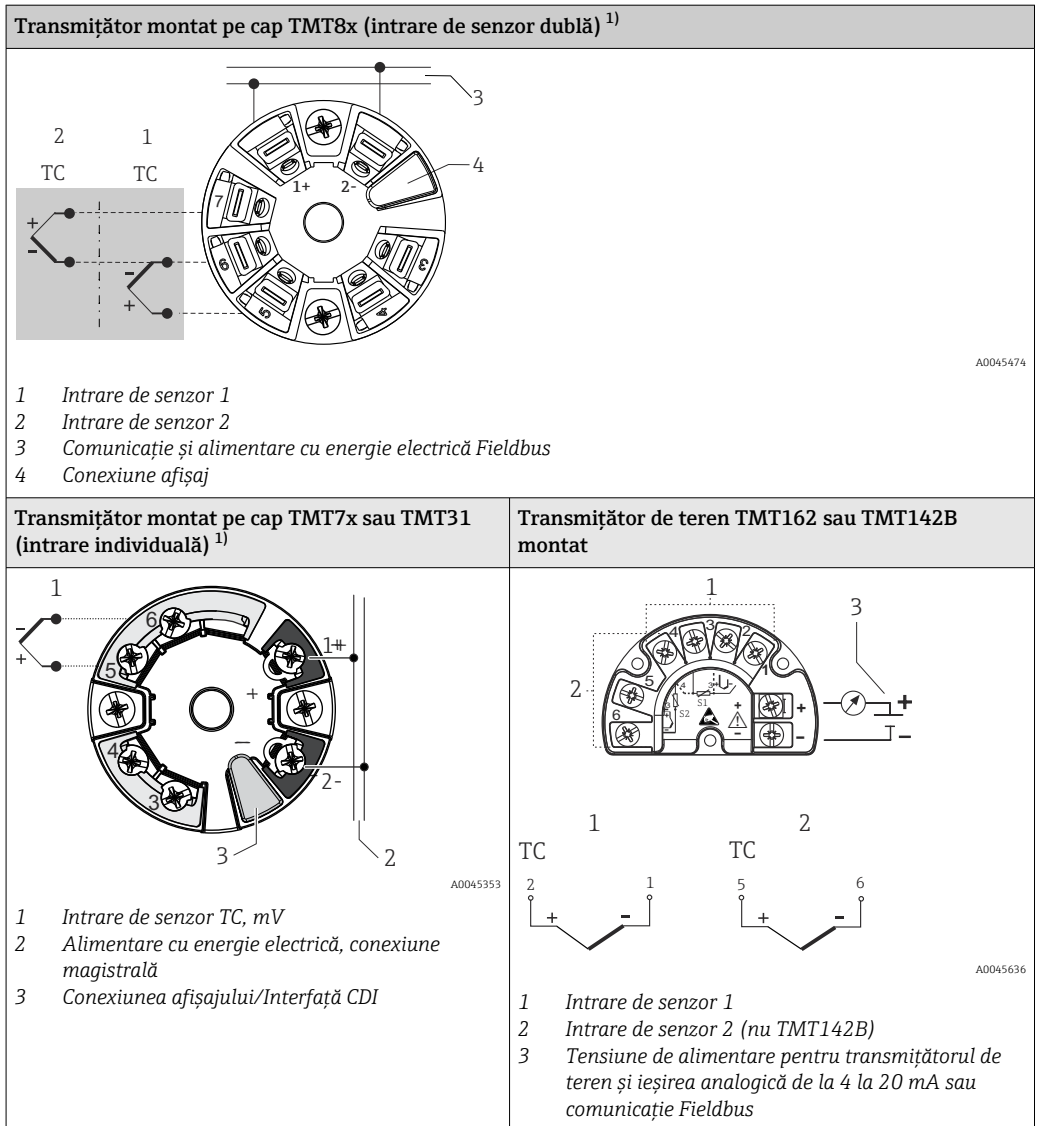 Transmițător montat pe cap TMT8x (intrare de senzor dublă) 1)
3
2 1
TC TC
4
1+ 2-
7
+
-
6
3
-
+
5
4
A0045474
1 Intrare de senzor 1
2 Intrare de senzor 2
3 Comunicație și alimentare cu energie electrică Fieldbus
4 Conexiune afișaj
Transmițător montat pe cap TMT7x sau TMT31
(intrare individuală) 1)
1
6
-
+
5
1+
+
4
-
3
2-
3
2
A0045353
1 Intrare de senzor TC, mV
2 Alimentare cu energie electrică, conexiune
magistrală
3 Conexiunea afișajului/Interfață CDI
Transmițător de teren TMT162 sau TMT142B
montat
1
3
4 3 2
5 1
2
6
S1
S2
+
-
+
-
+
-
1 2
TC TC
2 1 5 6
+ - + -
A0045636
1 Intrare de senzor 1
2 Intrare de senzor 2 (nu TMT142B)
3 Tensiune de alimentare pentru transmițătorul de
teren și ieșirea analogică de la 4 la 20 mA sau
comunicație Fieldbus